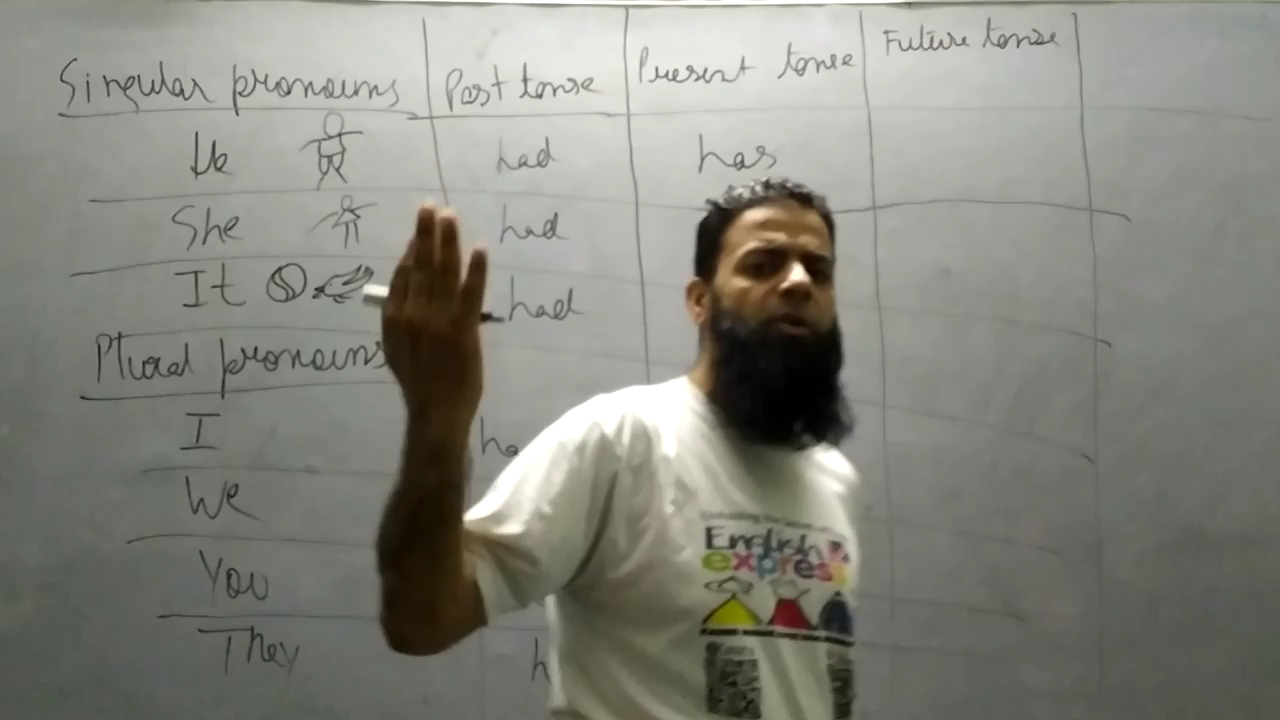 Singular pronouns Past tense Present tense Future tense
He had has
She had
It had
Plural pronouns
I
We
You
They
English
express